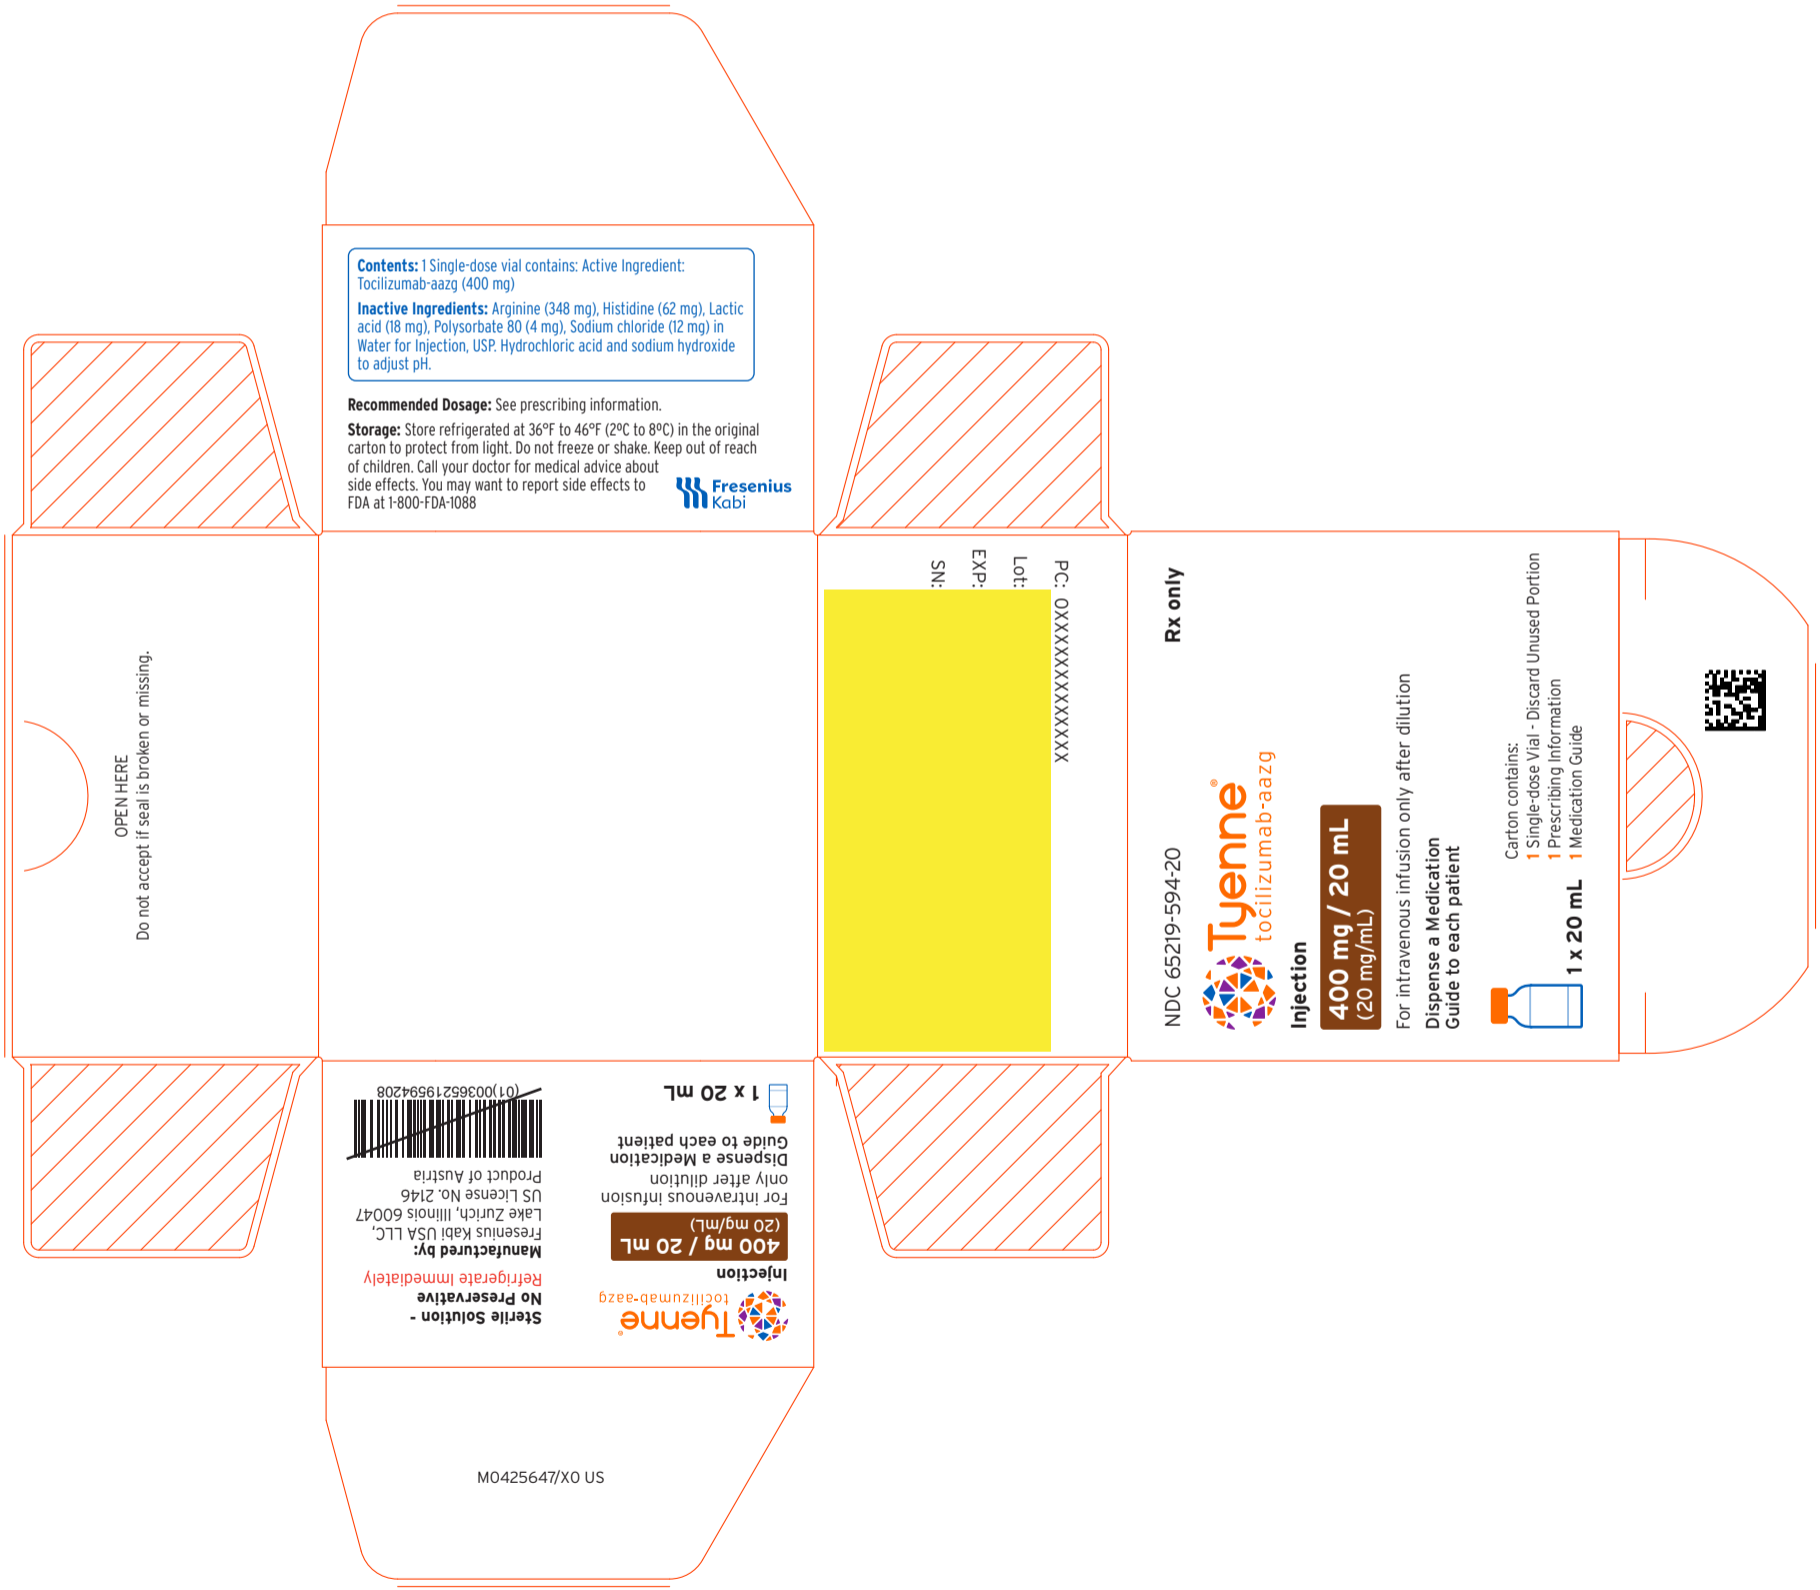 Contents: 1 Single-dose vial contains: Active Ingredient:
Tocilizumab-aazg (400 mg)
Inactive Ingredients: Arginine (348 mg), Histidine (62 mg), Lactic
acid (18 mg), Polysorbate 80 (4 mg), Sodium chloride (12 mg) in
Water for Injection, USP. Hydrochloric acid and sodium hydroxide
to adjust pH.
Recommended Dosage: See prescribing information.
Storage: Store refrigerated at 36°F to 46°F (2ºC to 8ºC) in the original
carton to protect from light. Do not freeze or shake. Keep out of reach
of children. Call your doctor for medical advice about
side effects. You may want to report side effects to
FDA at 1-800-FDA-1088
Fresenius
Kabi
OPEN HERE
Do not accept if seal is broken or missing.
PC: 0XXXXXXXXXXXXX
Lot:
EXP:
SN:
NDC 65219-594-20
Rx only
Tyenne®
tocilizumab-aazg
Injection
400 mg / 20 mL
(20 mg/mL)
For intravenous infusion only after dilution
Dispense a Medication
Guide to each patient
1 x 20 mL
Carton contains:
1 Single-dose Vial - Discard Unused Portion
1 Prescribing Information
1 Medication Guide
Tyenne®
tocilizumab-aazg
Injection
400 mg / 20 mL
(20 mg/mL)
For intravenous infusion
only after dilution
Dispense a Medication
Guide to each patient
1 x 20 mL
Sterile Solution -
No Preservative
Refrigerate Immediately
Manufactured by:
Fresenius Kabi USA LLC,
Lake Zurich, Illinois 60047
US License No. 2146
Product of Austria
(01)00365219594208
M0425647/X0 US